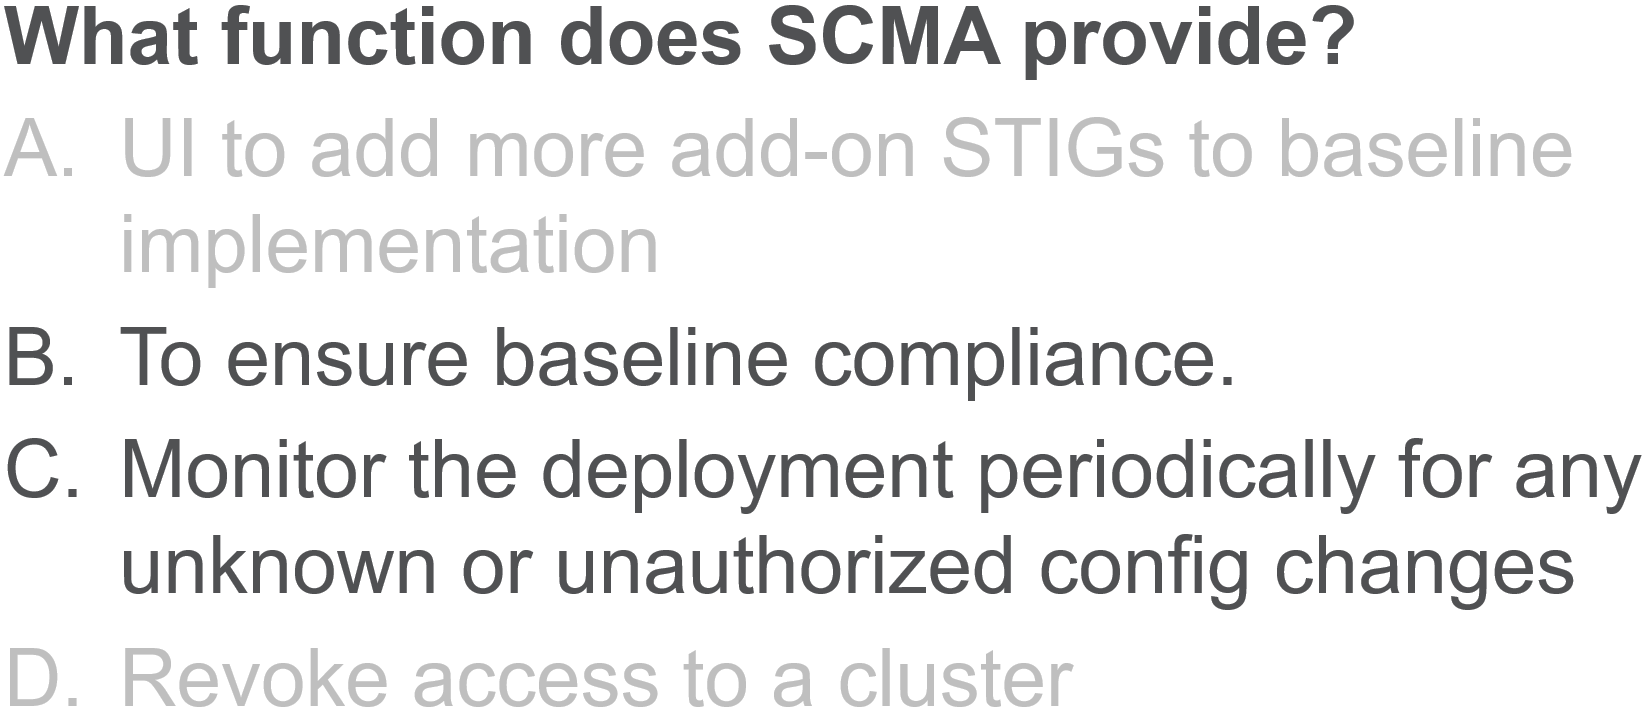 What function does SCMA provide?
A. UI to add more add-on STIGs to baseline
implementation
B. To ensure baseline compliance.
C. Monitor the deployment periodically for any
unknown or unauthorized config changes
D. Revoke access to a cluster